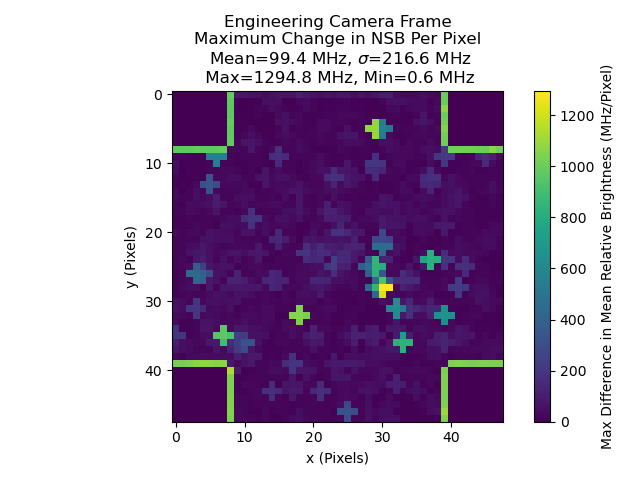 Engineering Camera Frame
Maximum Change in NSB Per Pixel
Mean=99.4 MHz, σ=216.6 MHz
Max=1294.8 MHz, Min=0.6 MHz
0
10
20
30
40
y (Pixels)
0
10
20
30
40
x (Pixels)
1200
1000
800
600
400
200
0
Max Difference in Mean Relative Brightness (MHz/Pixel)